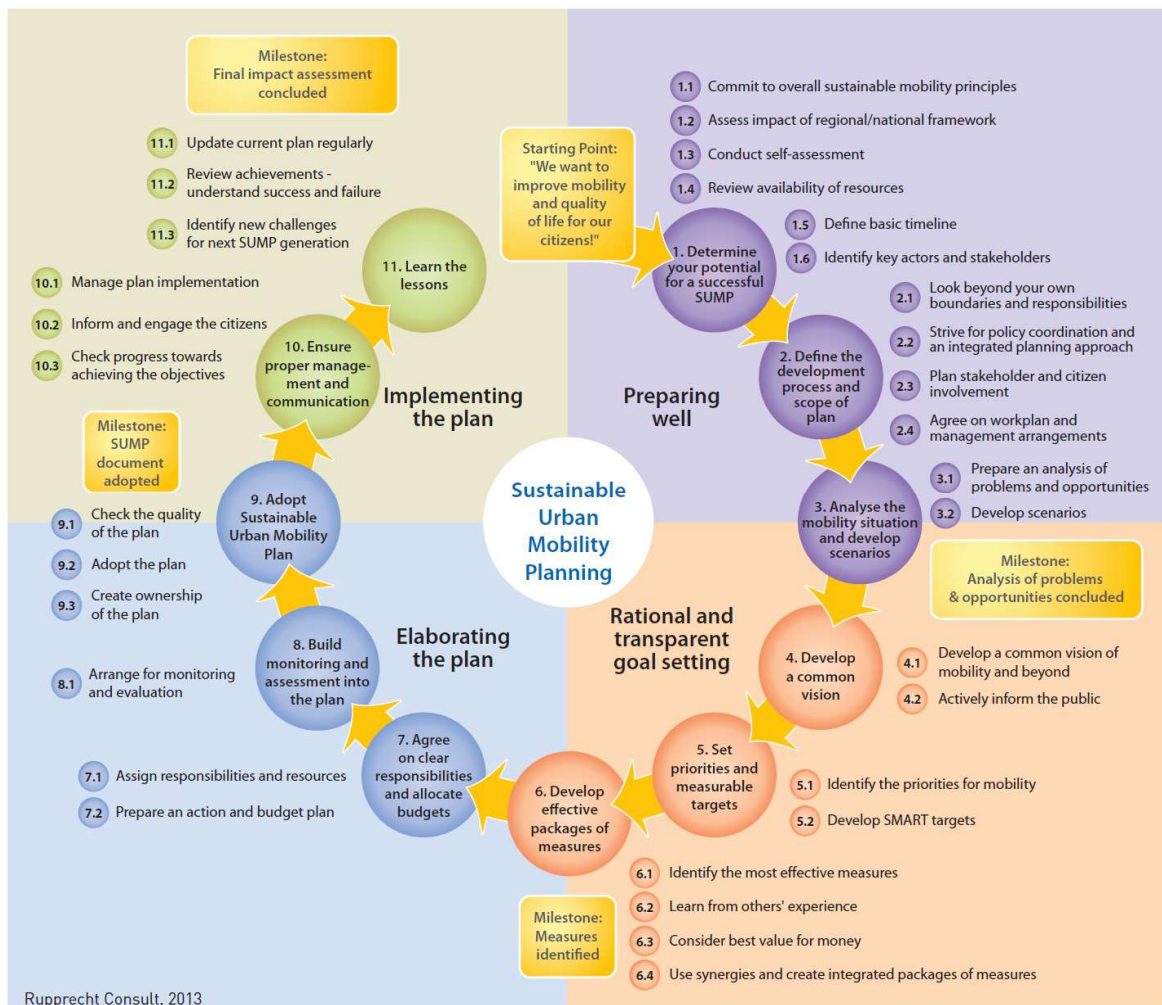 Starting Point:
"We want to
improve mobility
and quality
of life for our
citizens!"
1.1 Commit to overall sustainable mobility principles
1.2 Assess impact of regional/national framework
1.3 Conduct self-assessment
1.4 Review availability of resources
1.5 Define basic timeline
1.6 Identify key actors and stakeholders
1. Determine
your potential
for a successful
SUMP
2.1 Look beyond your own
boundaries and responsibilities
2.2 Strive for policy coordination and
an integrated planning approach
2.3 Plan stakeholder and citizen
involvement
2.4 Agree on workplan and
management arrangements
2. Define the
development
process and
scope of
plan
Preparing
well
3.1 Prepare an analysis of
problems and opportunities
3.2 Develop scenarios
3. Analyse the
mobility situation
and develop
scenarios
Milestone:
Analysis of problems
& opportunities concluded
Sustainable
Urban
Mobility
Planning
Rational and
transparent
goal setting
4. Develop
a common
vision
4.1 Develop a common vision of
mobility and beyond
4.2 Actively inform the public
5. Set
priorities and
measurable
targets
5.1 Identify the priorities for mobility
5.2 Develop SMART targets
6. Develop
effective
packages of
measures
6.1 Identify the most effective measures
6.2 Learn from others' experience
6.3 Consider best value for money
6.4 Use synergies and create integrated packages of measures
Milestone:
Measures
identified
Elaborating
the plan
7. Agree
on clear
responsibilities
and allocate
budgets
7.1 Assign responsibilities and resources
7.2 Prepare an action and budget plan
8. Build
monitoring and
assessment into
the plan
8.1 Arrange for monitoring
and evaluation
9. Adopt
Sustainable
Urban Mobility
Plan
9.1 Check the quality
of the plan
9.2 Adopt the plan
9.3 Create ownership
of the plan
Milestone:
SUMP
document
adopted
Implementing
the plan
10. Ensure
proper manage-
ment and
communication
10.1 Manage plan implementation
10.2 Inform and engage the citizens
10.3 Check progress towards
achieving the objectives
11. Learn the
lessons
11.1 Update current plan regularly
11.2 Review achievements -
understand success and failure
11.3 Identify new challenges
for next SUMP generation
Milestone:
Final impact assessment
concluded
Rupprecht Consult, 2013